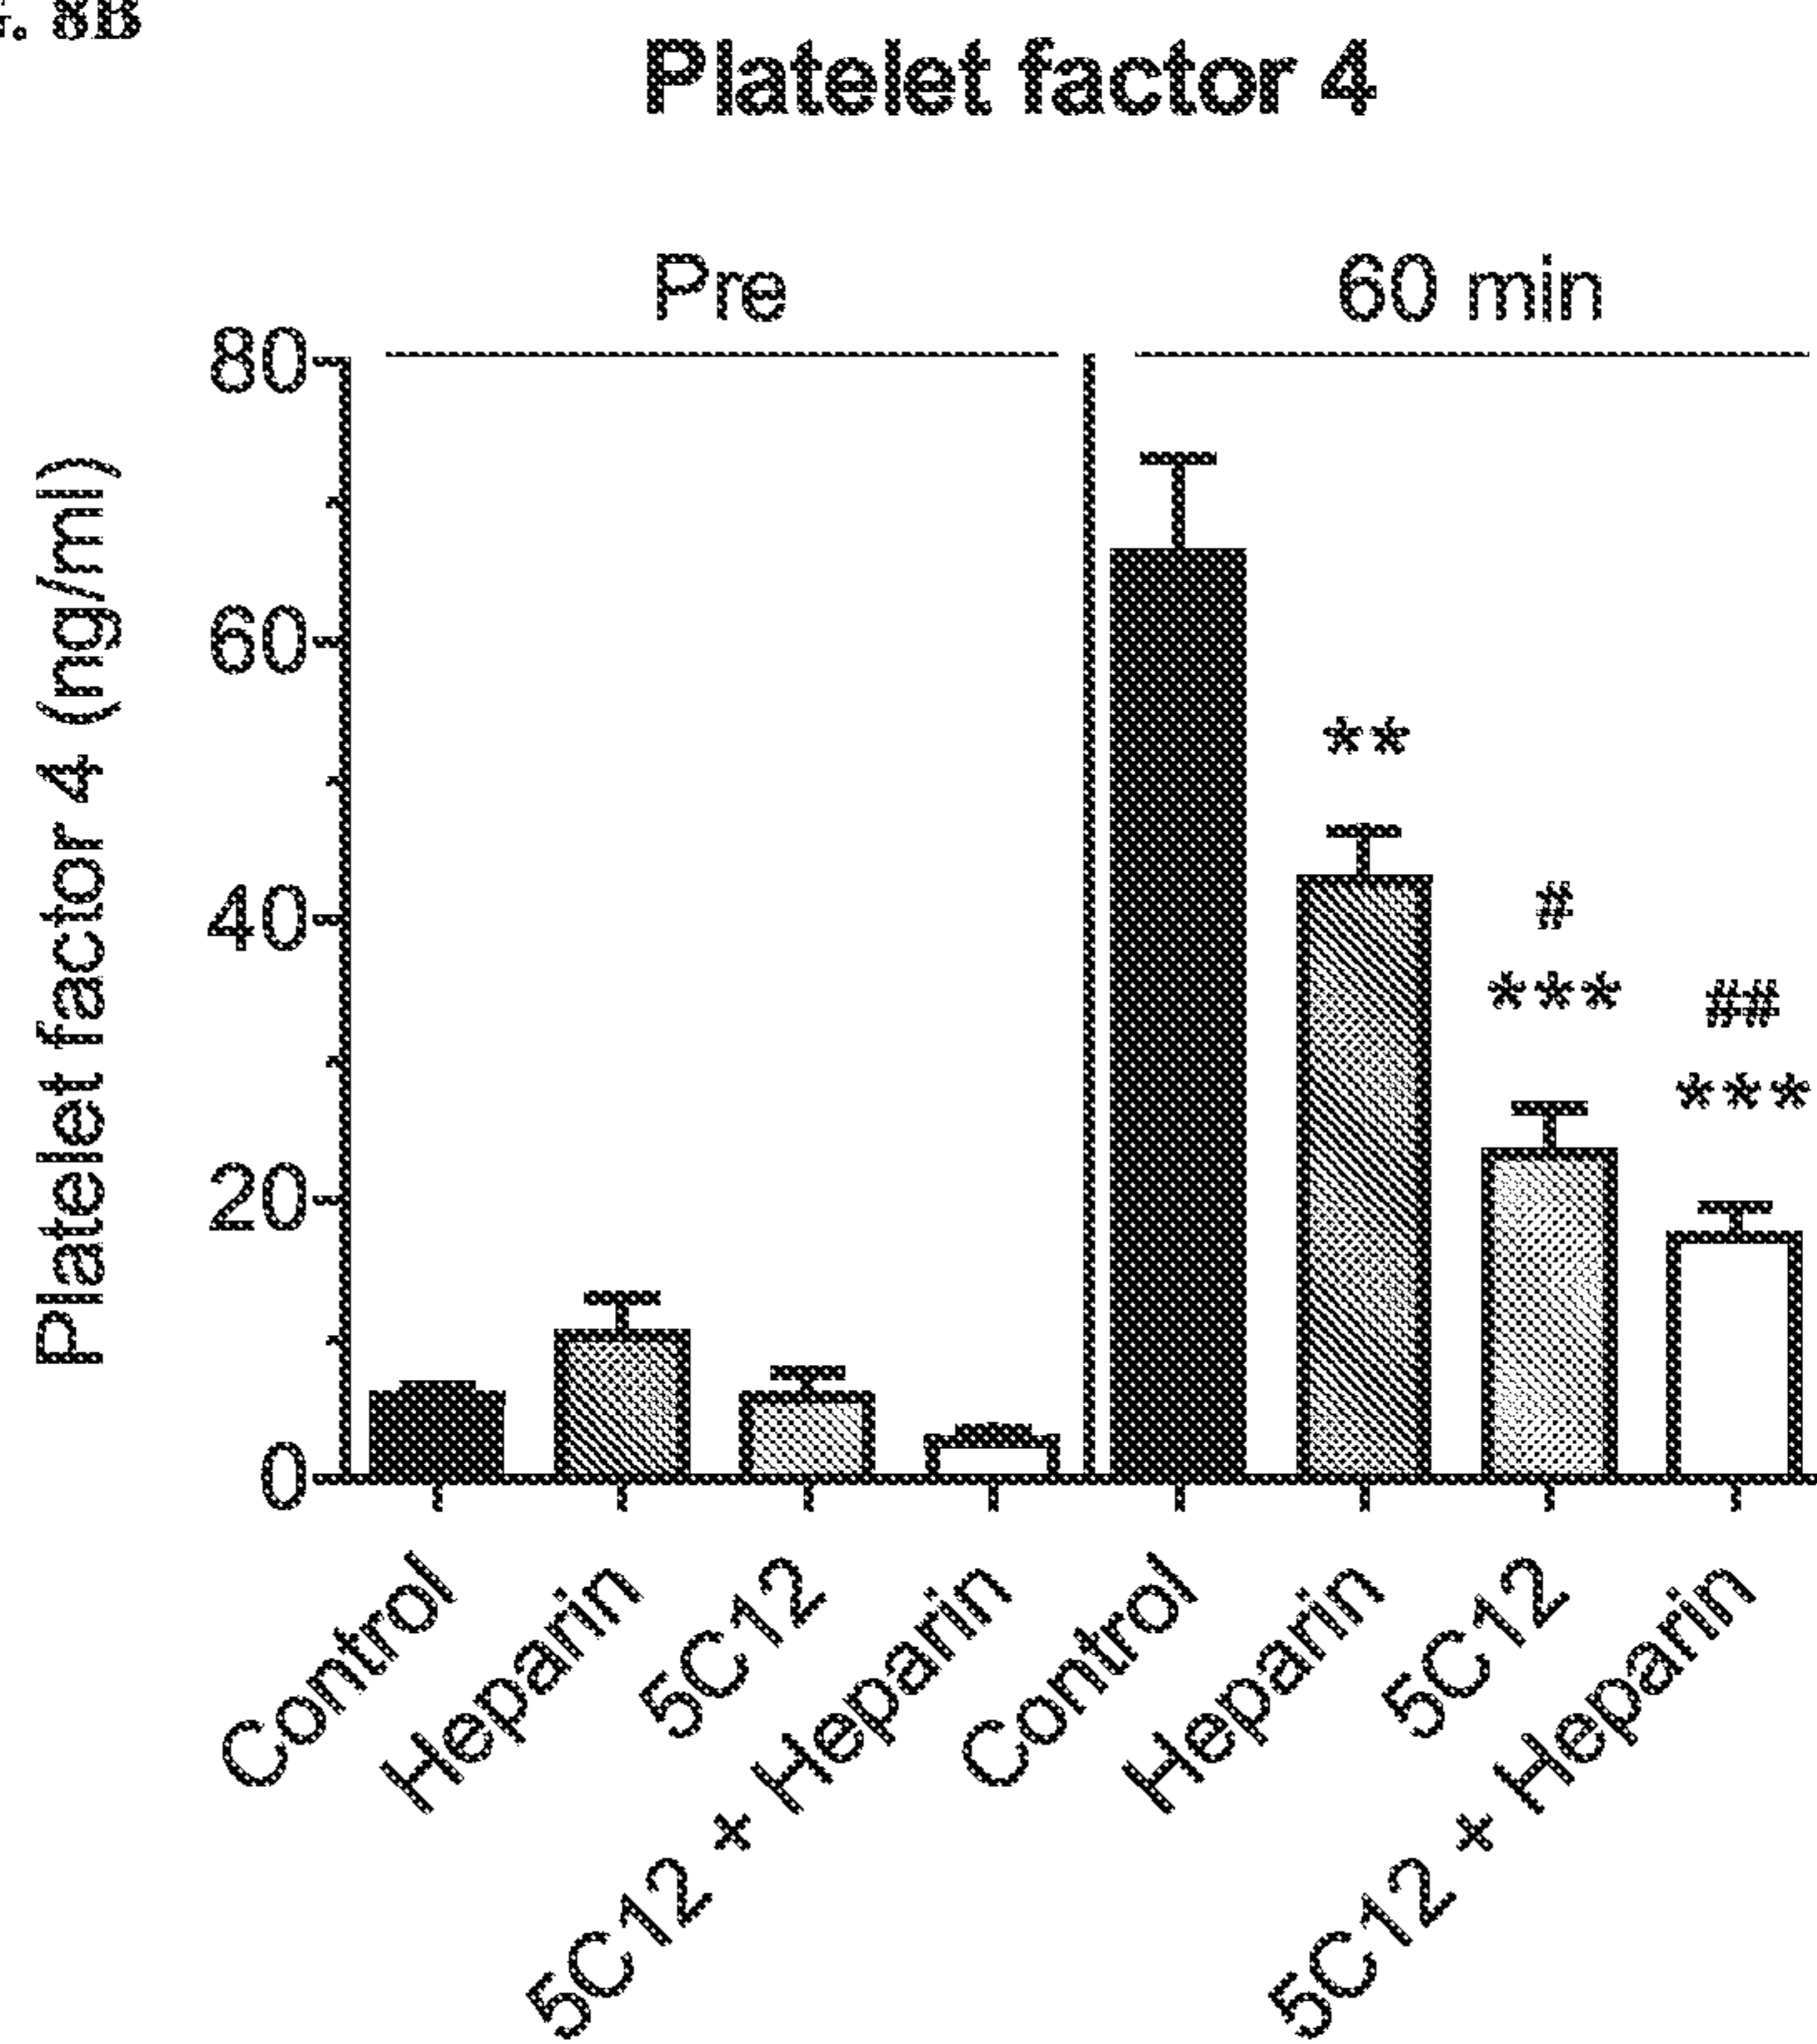 . 8B
Platelet factor 4
Pre
60 min
Platelet factor 4 (ng/ml)
80
60
40
20
0
**
#
***
##
***
Control
Heparin
5C12
5C12 + Heparin
Control
Heparin
5C12
5C12 + Heparin